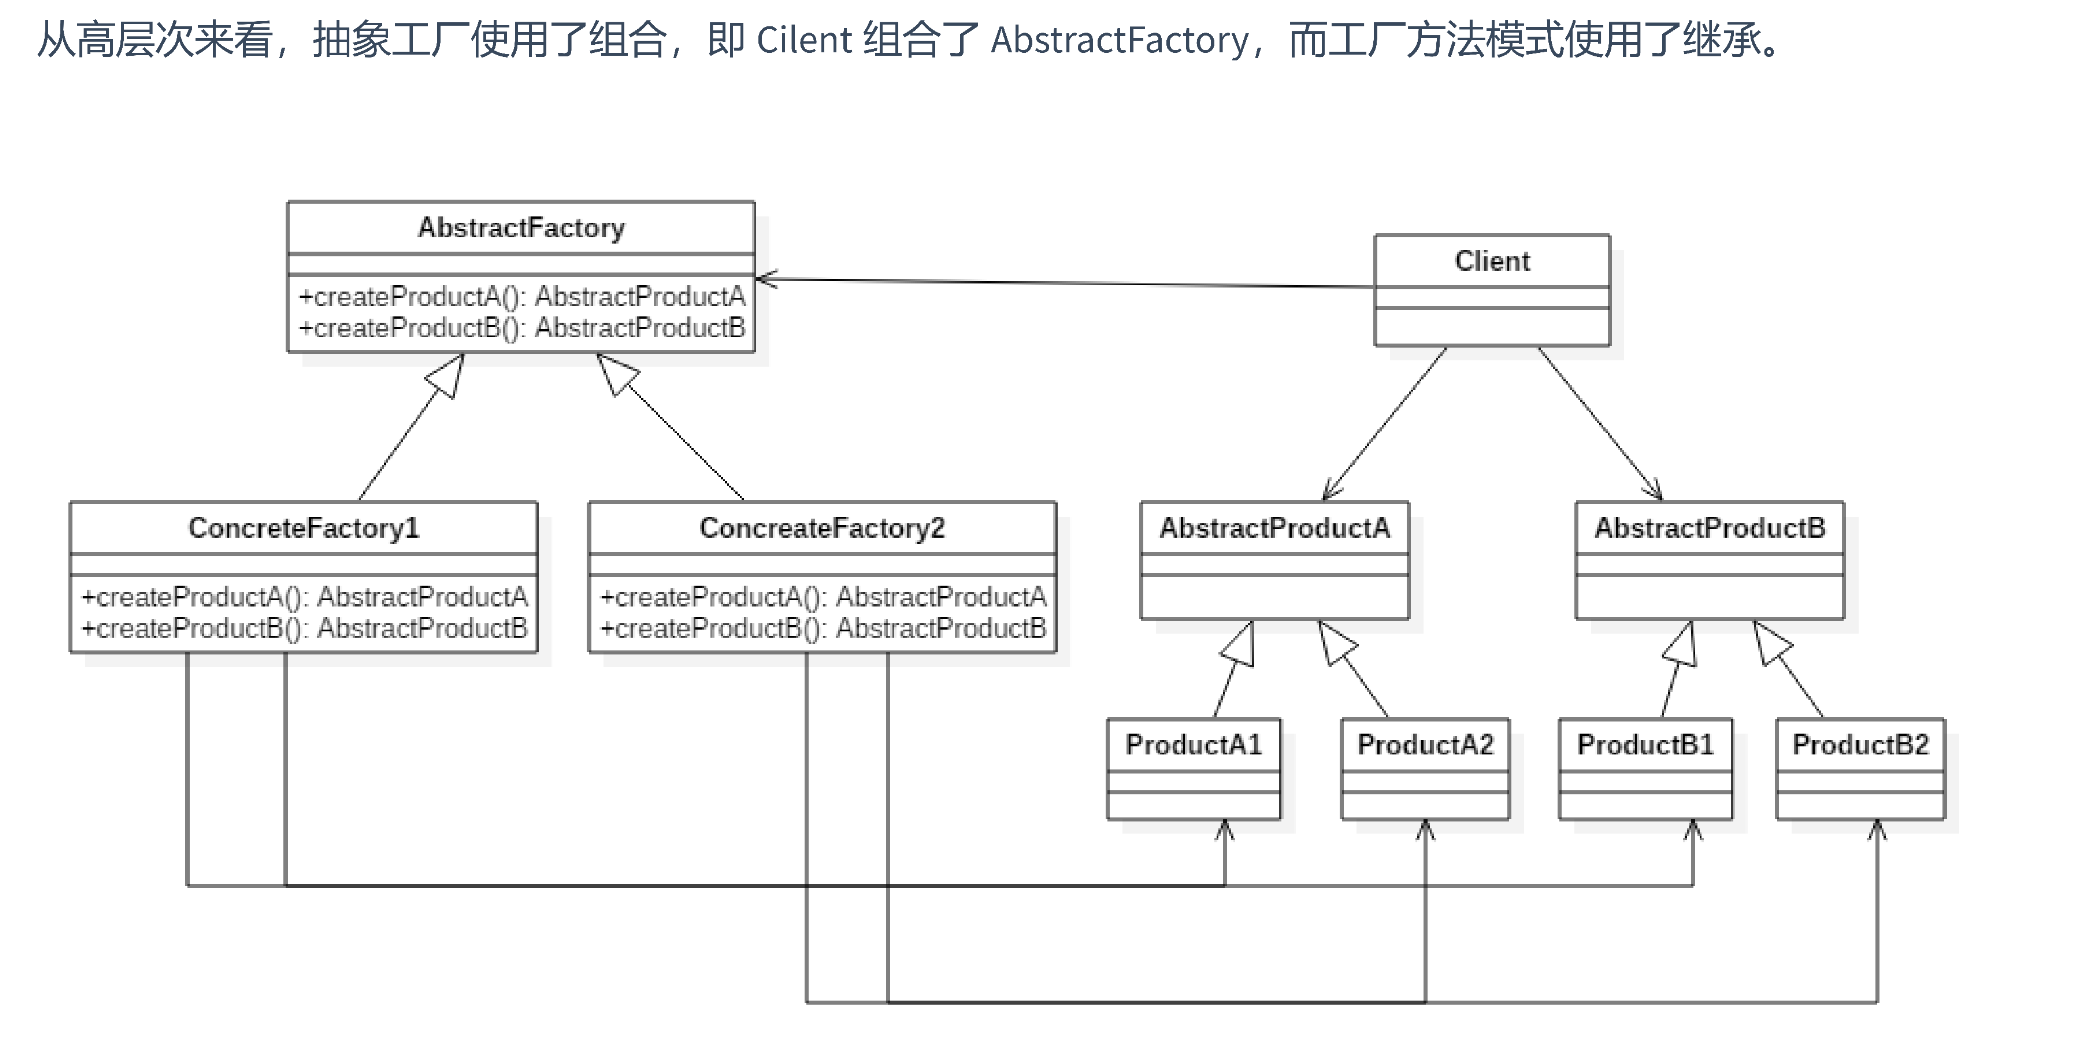 从高层次来看，抽象工厂使用了组合，即 Cilent 组合了 AbstractFactory，而工厂方法模式使用了继承。
AbstractFactory
+createProductA(): AbstractProductA
+createProductB(): AbstractProductB
Client
ConcreteFactory1
+createProductA(): AbstractProductA
+createProductB(): AbstractProductB
ConcreateFactory2
+createProductA(): AbstractProductA
+createProductB(): AbstractProductB
AbstractProductA
AbstractProductB
ProductA1
ProductA2
ProductB1
ProductB2